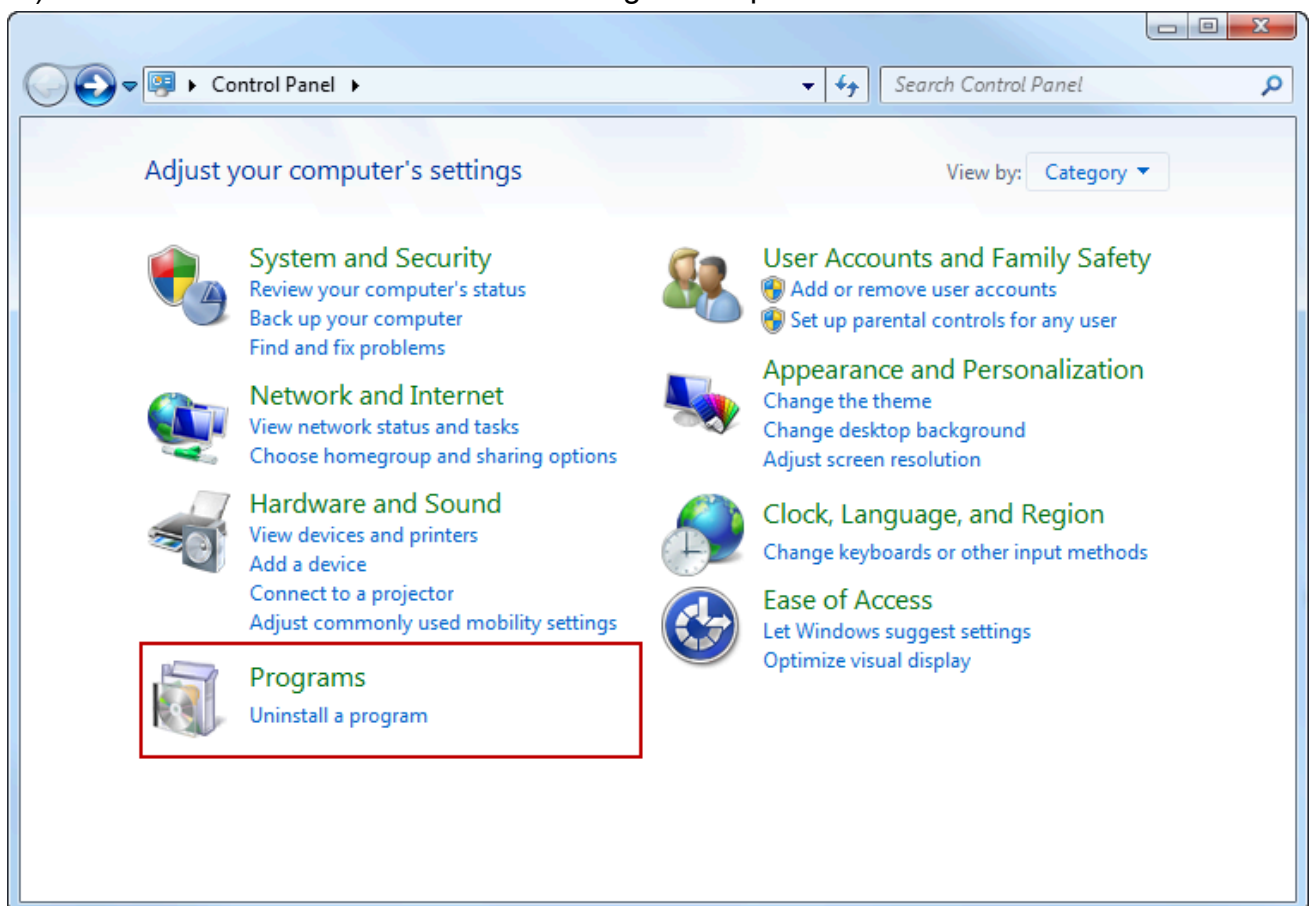 Control Panel
Search Control Panel
Adjust your computer's settings
View by: Category
System and Security
Review your computer's status
Back up your computer
Find and fix problems
Network and Internet
View network status and tasks
Choose homegroup and sharing options
Hardware and Sound
View devices and printers
Add a device
Connect to a projector
Adjust commonly used mobility settings
Programs
Uninstall a program
User Accounts and Family Safety
Add or remove user accounts
Set up parental controls for any user
Appearance and Personalization
Change the theme
Change desktop background
Adjust screen resolution
Clock, Language, and Region
Change keyboards or other input methods
Ease of Access
Let Windows suggest settings
Optimize visual display